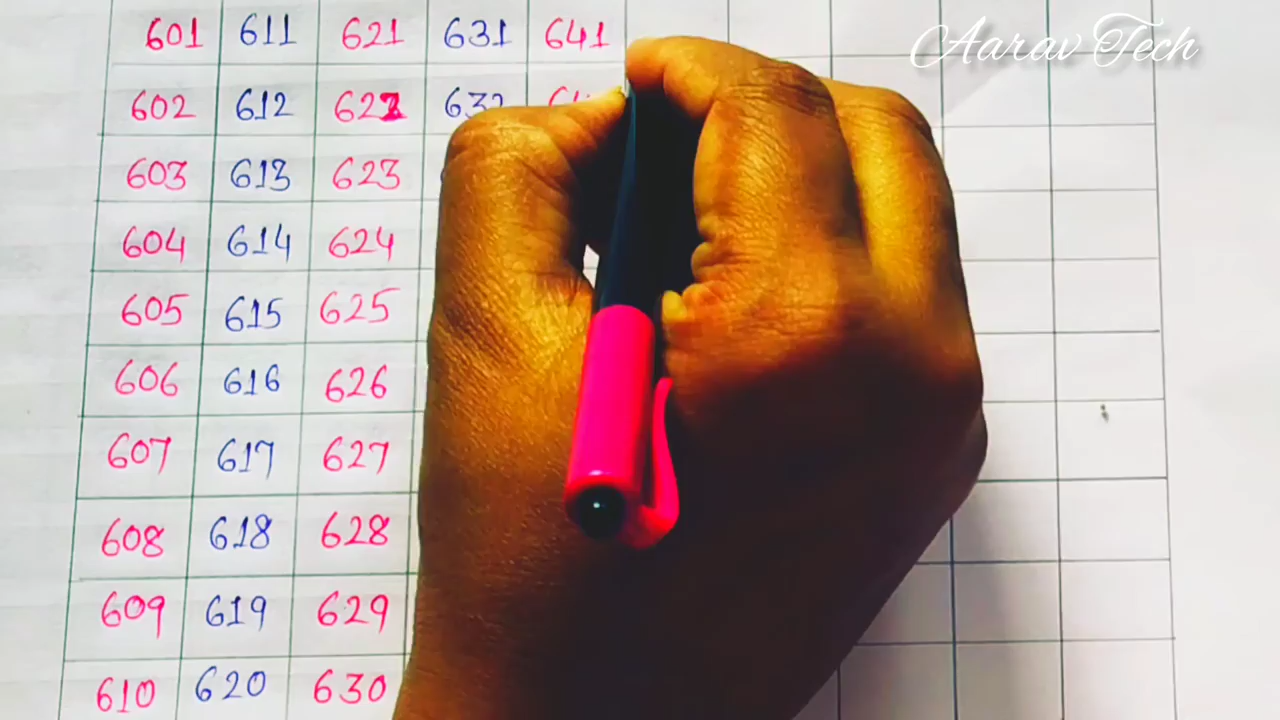 601 611 621 631 641
Aarav Tech
602 612 622 632
603 613 623
604 614 624
605 615 625
606 616 626
607 617 627
608 618 628
609 619 629
610 620 630